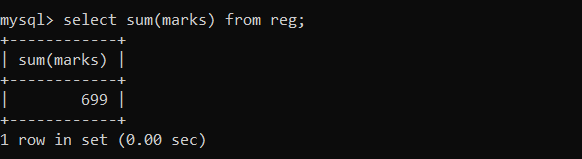 mysql> select sum(marks) from reg;
+------------+
| sum(marks) |
+------------+
|        699 |
+------------+
1 row in set (0.00 sec)